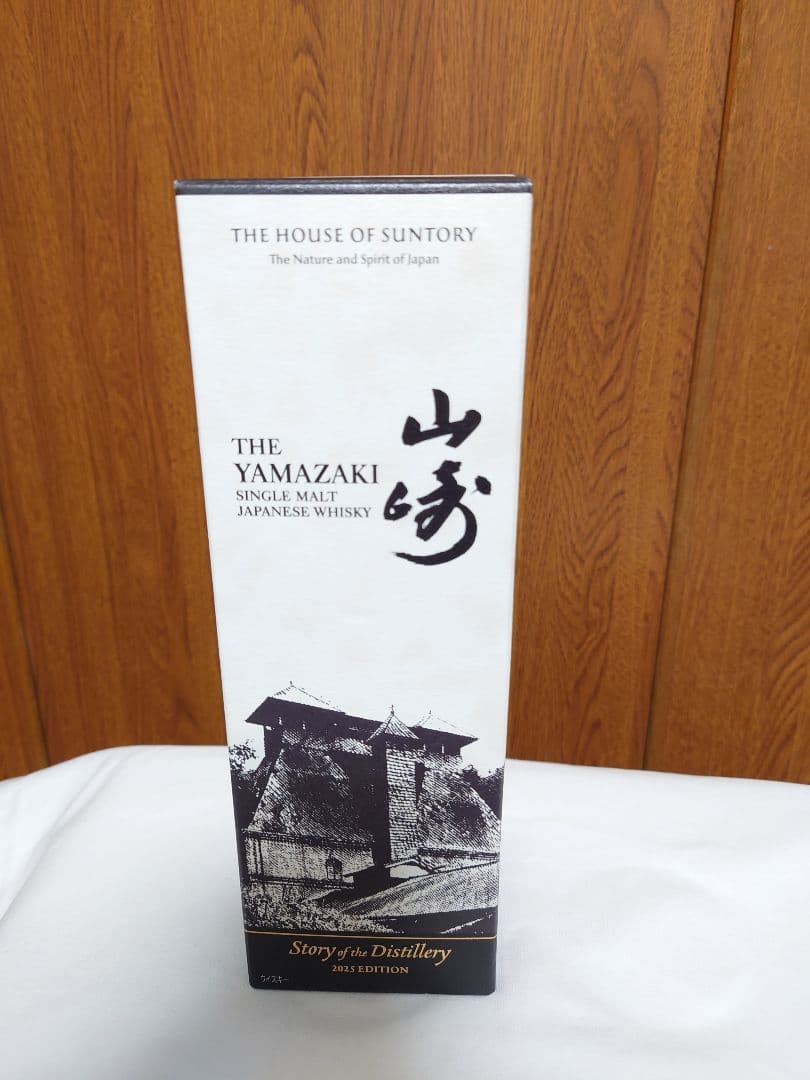 THE HOUSE OF SUNTORY
The Nature and Spirit of Japan
山崎
THE
YAMAZAKI
SINGLE MALT
JAPANESE WHISKY
Story of the Distillery
2025 EDITION
ウイスキー